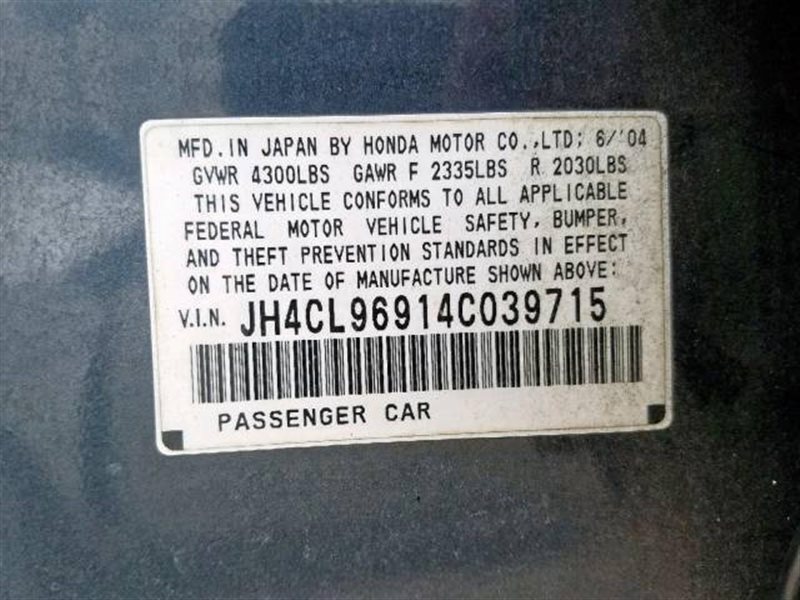 MFD.IN JAPAN BY HONDA MOTOR CO.,LTD; 6/'04
GVWR 4300LBS GAWR F 2335LBS R 2030LBS
THIS VEHICLE CONFORMS TO ALL APPLICABLE
FEDERAL MOTOR VEHICLE SAFETY, BUMPER,
AND THEFT PREVENTION STANDARDS IN EFFECT
ON THE DATE OF MANUFACTURE SHOWN ABOVE:
V.I.N. JH4CL96914C039715
PASSENGER CAR